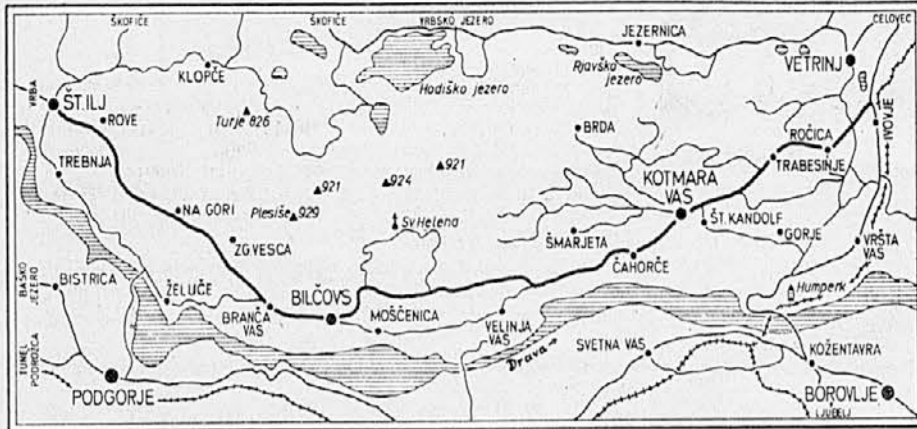 ŠKOFIČE
ŠKOFIČE
VRBSKO JEZERO
CELOVEC
JEZERNICA
KLOPČE
Hodiško jezero
Rjavško
jezero
VETRINJ
VRBA
ŠT.ILJ
ROVE
Turje 826
BRDA
ROČICA
IVOVJE
TREBNJA
921
TRABESINJE
921
924
KOTMARA
VAS
NA GORI
Plesiše 929
Sv Helena
ŠT. KANDOLF
ZG. VESCA
ŠMARJETA
GORJE
VRŠTA
VAS
BAŠKO
JEZERO
BISTRICA
ČAHORČE
ŽELUČE
Humperk
BRANČA
VAS
BILČOVS
MOŠČENICA
VELINJA
VAS
Drava
SVETNA VAS
KOŽENTAVRA
TUNEL
PODROŽCA
PODGORJE
BOROVLJE
LJUBELJ